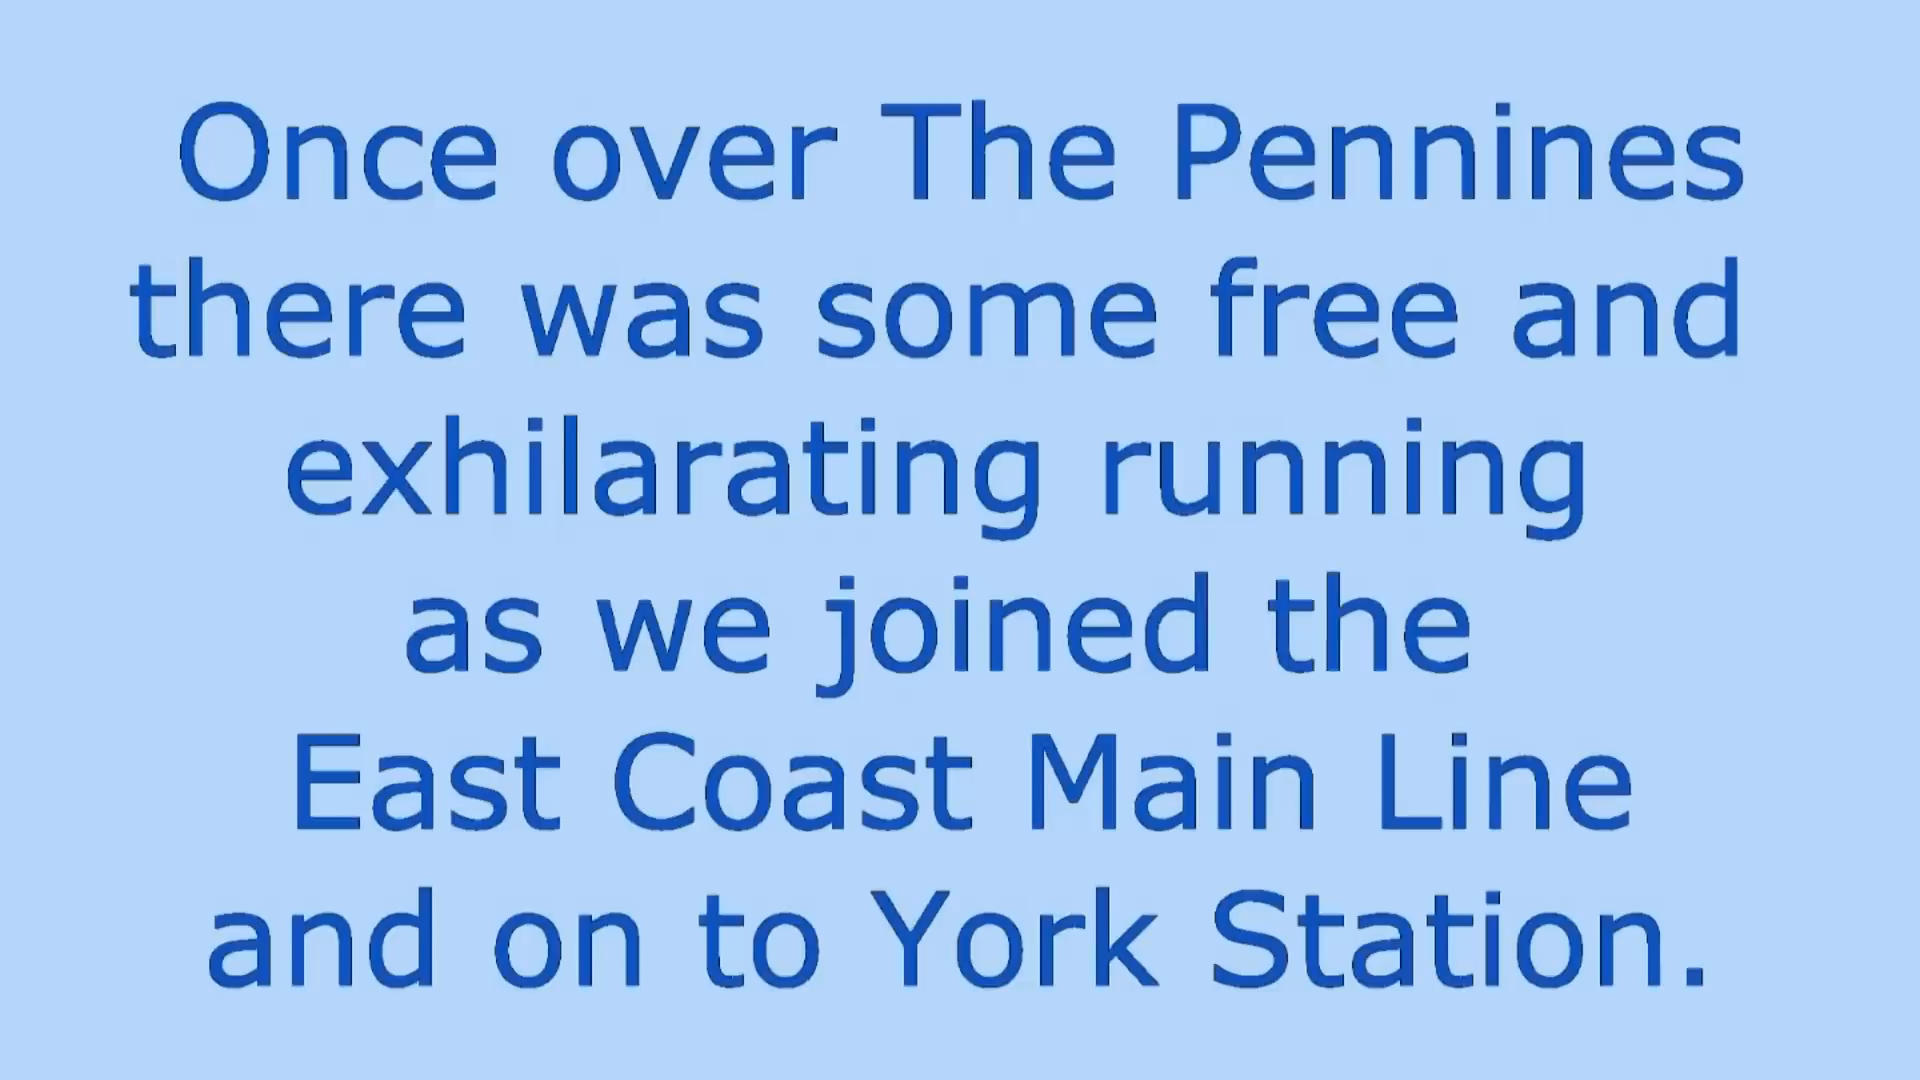 Once over The Pennines
there was some free and
exhilarating running
as we joined the
East Coast Main Line
and on to York Station.